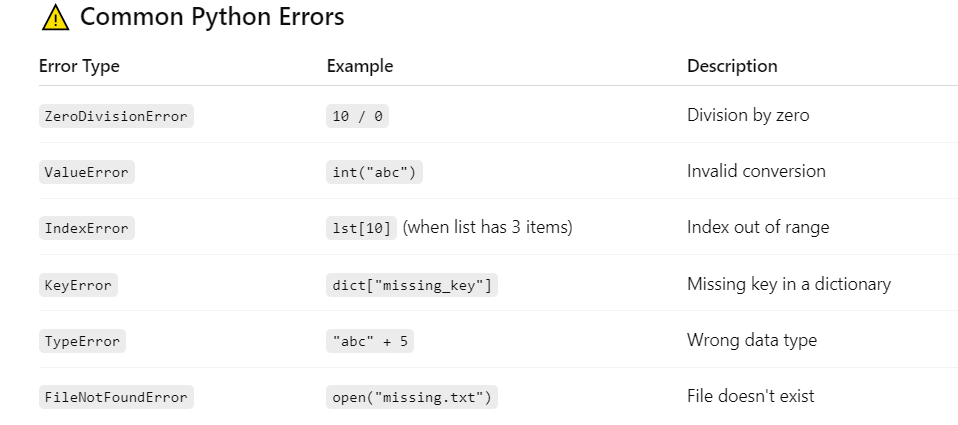 ⚠ Common Python Errors
Error Type Example Description
ZeroDivisionError 10 / 0 Division by zero
ValueError int("abc") Invalid conversion
IndexError lst[10] (when list has 3 items) Index out of range
KeyError dict["missing_key"] Missing key in a dictionary
TypeError "abc" + 5 Wrong data type
FileNotFoundError open("missing.txt") File doesn't exist